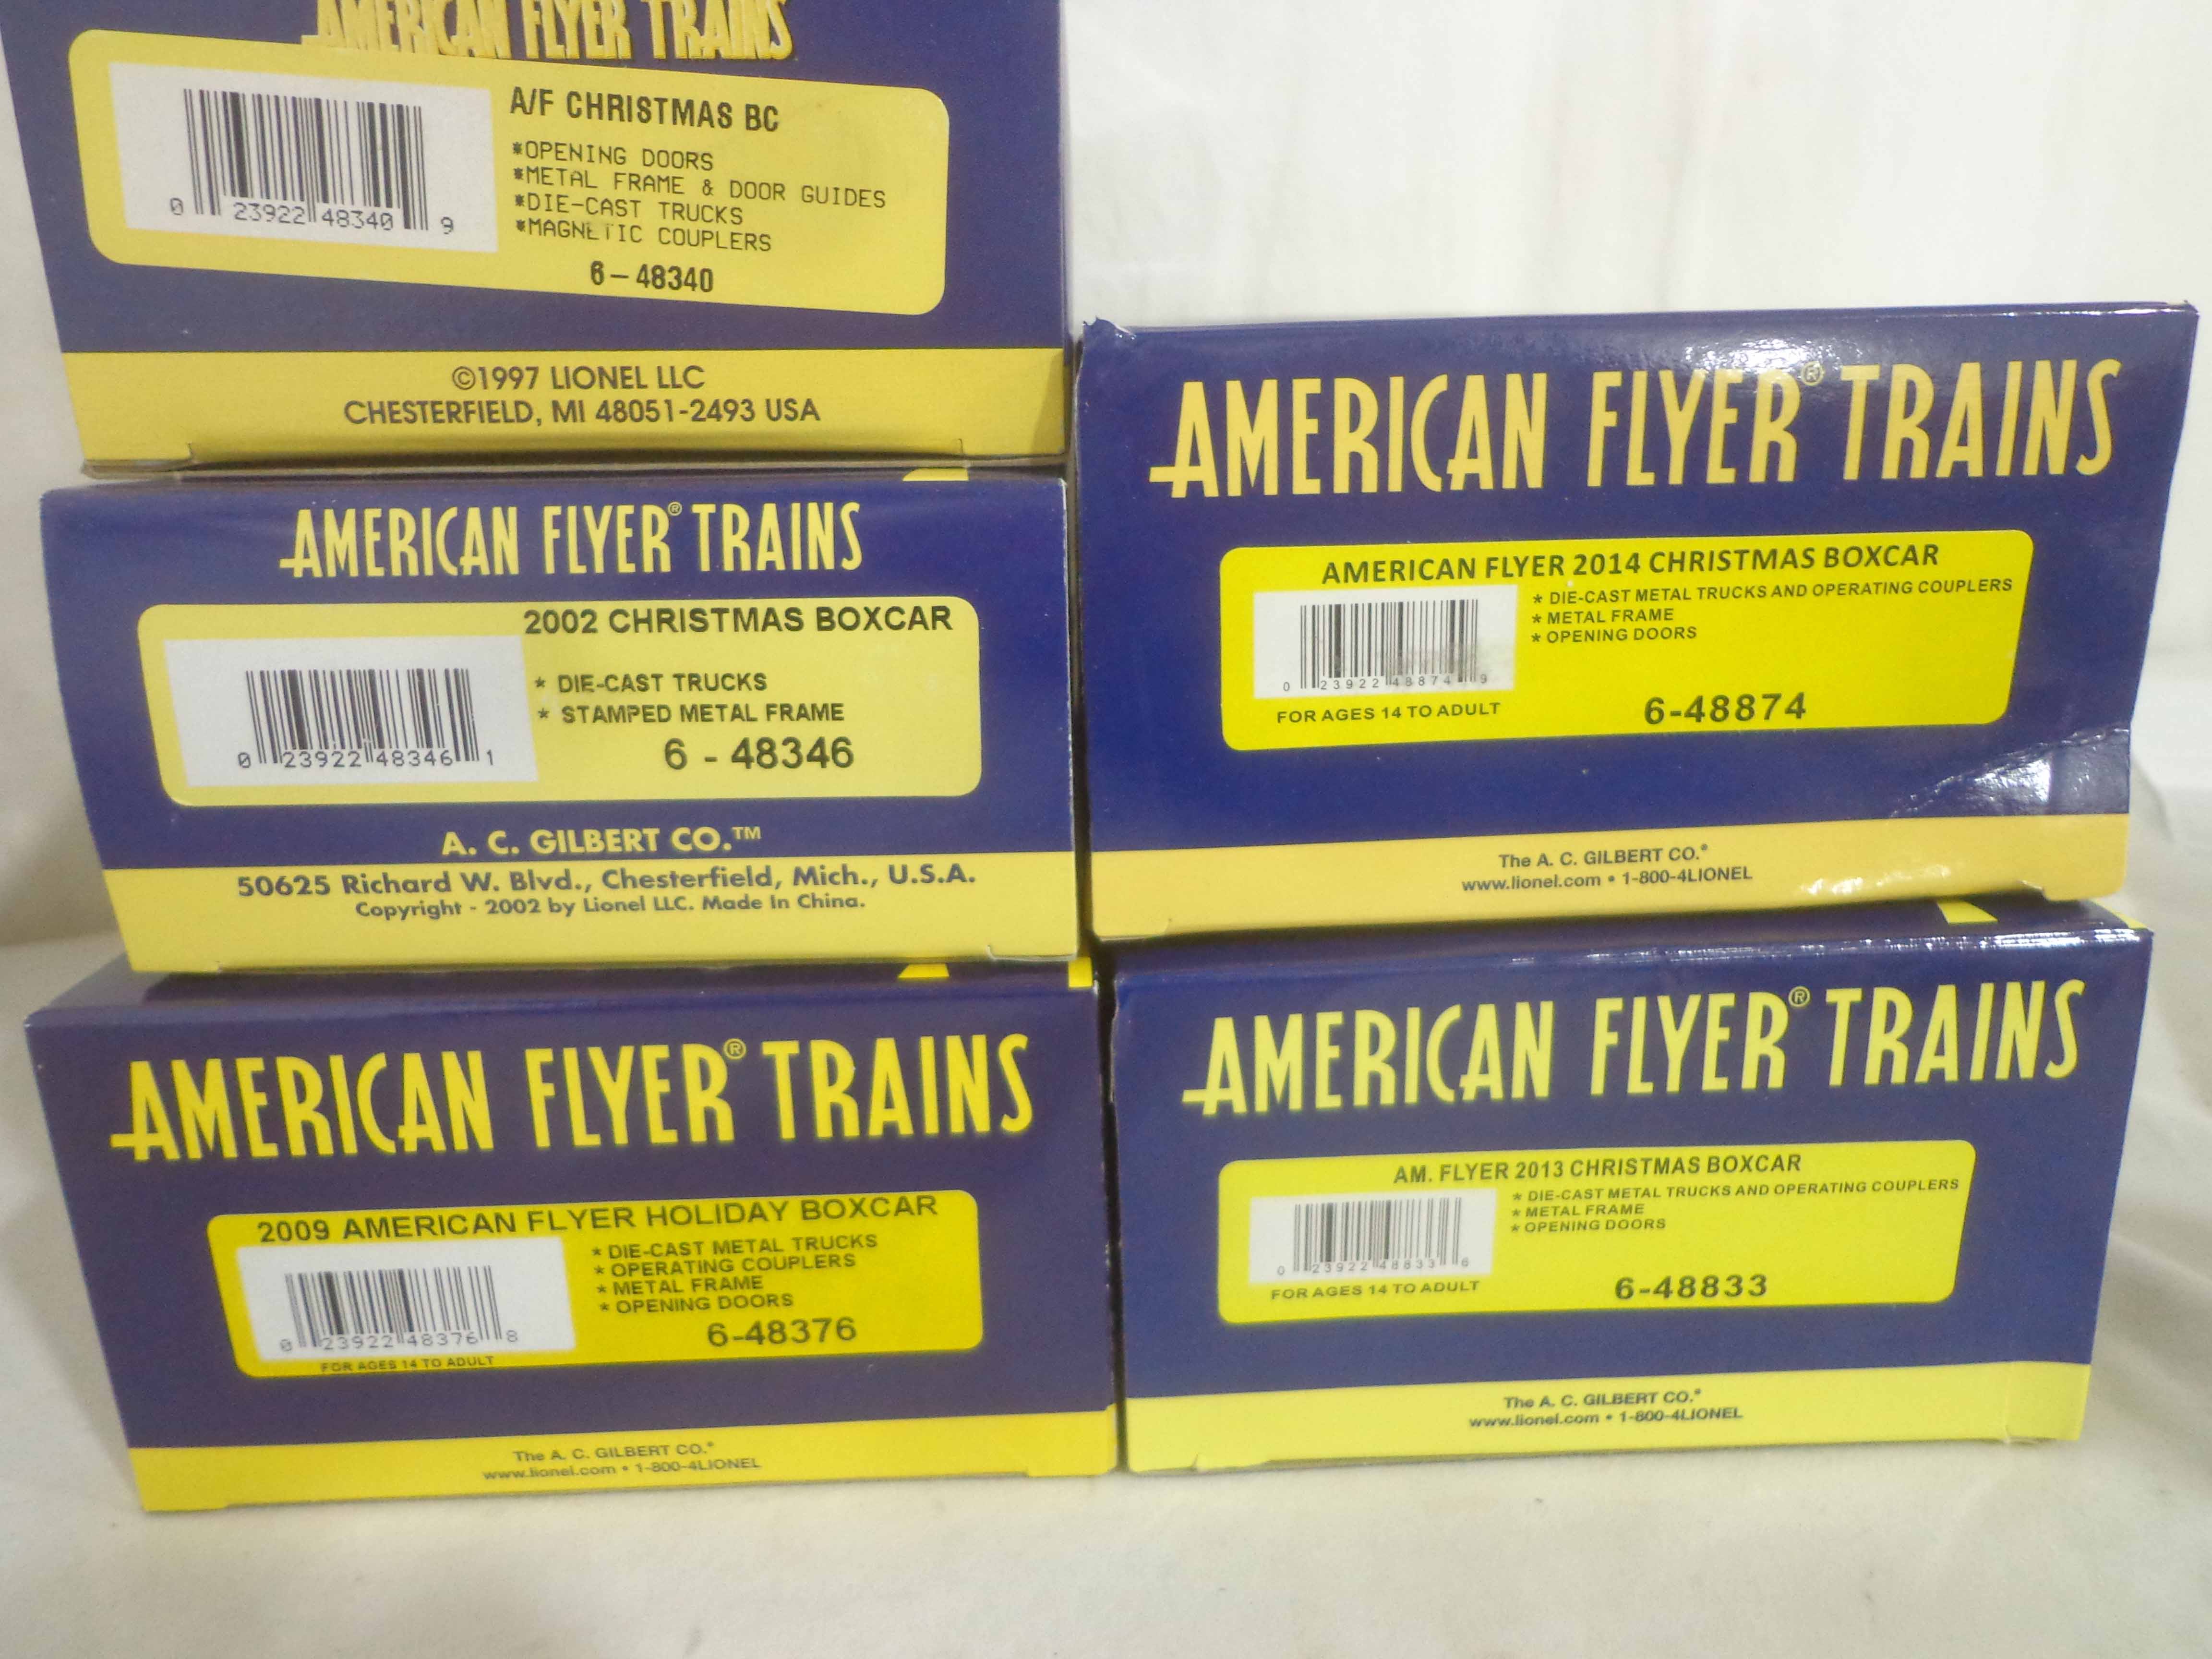 AMERICAN FLYER TRAINS
A/F CHRISTMAS BC
*OPENING DOORS
*METAL FRAME & DOOR GUIDES
*DIE-CAST TRUCKS
*MAGNETIC COUPLERS
0 23922 48340 9
6-48340
©1997 LIONEL LLC
CHESTERFIELD, MI 48051-2493 USA
AMERICAN FLYER® TRAINS
2002 CHRISTMAS BOXCAR
* DIE-CAST TRUCKS
* STAMPED METAL FRAME
0 23922 48346 1
6 - 48346
A. C. GILBERT CO.™
50625 Richard W. Blvd., Chesterfield, Mich., U.S.A.
Copyright - 2002 by Lionel LLC. Made In China.
AMERICAN FLYER® TRAINS
2009 AMERICAN FLYER HOLIDAY BOXCAR
* DIE-CAST METAL TRUCKS
* OPERATING COUPLERS
* METAL FRAME
* OPENING DOORS
0 23922 48376 8
6-48376
FOR AGES 14 TO ADULT
The A. C. GILBERT CO.®
www.lionel.com • 1-800-4LIONEL
AMERICAN FLYER® TRAINS
AMERICAN FLYER 2014 CHRISTMAS BOXCAR
* DIE-CAST METAL TRUCKS AND OPERATING COUPLERS
* METAL FRAME
* OPENING DOORS
0 23922 48874 9
FOR AGES 14 TO ADULT
6-48874
The A. C. GILBERT CO.®
www.lionel.com • 1-800-4LIONEL
AMERICAN FLYER® TRAINS
AM. FLYER 2013 CHRISTMAS BOXCAR
* DIE-CAST METAL TRUCKS AND OPERATING COUPLERS
* METAL FRAME
* OPENING DOORS
0 23922 48833 6
FOR AGES 14 TO ADULT
6-48833
The A. C. GILBERT CO.®
www.lionel.com • 1-800-4LIONEL